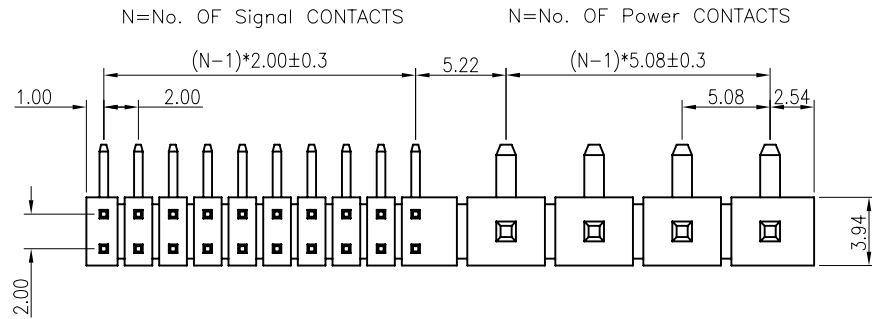 N=No. OF Signal CONTACTS
N=No. OF Power CONTACTS
(N-1)*2.00±0.3
5.22
(N-1)*5.08±0.3
1.00
2.00
5.08
2.54
2.00
3.94